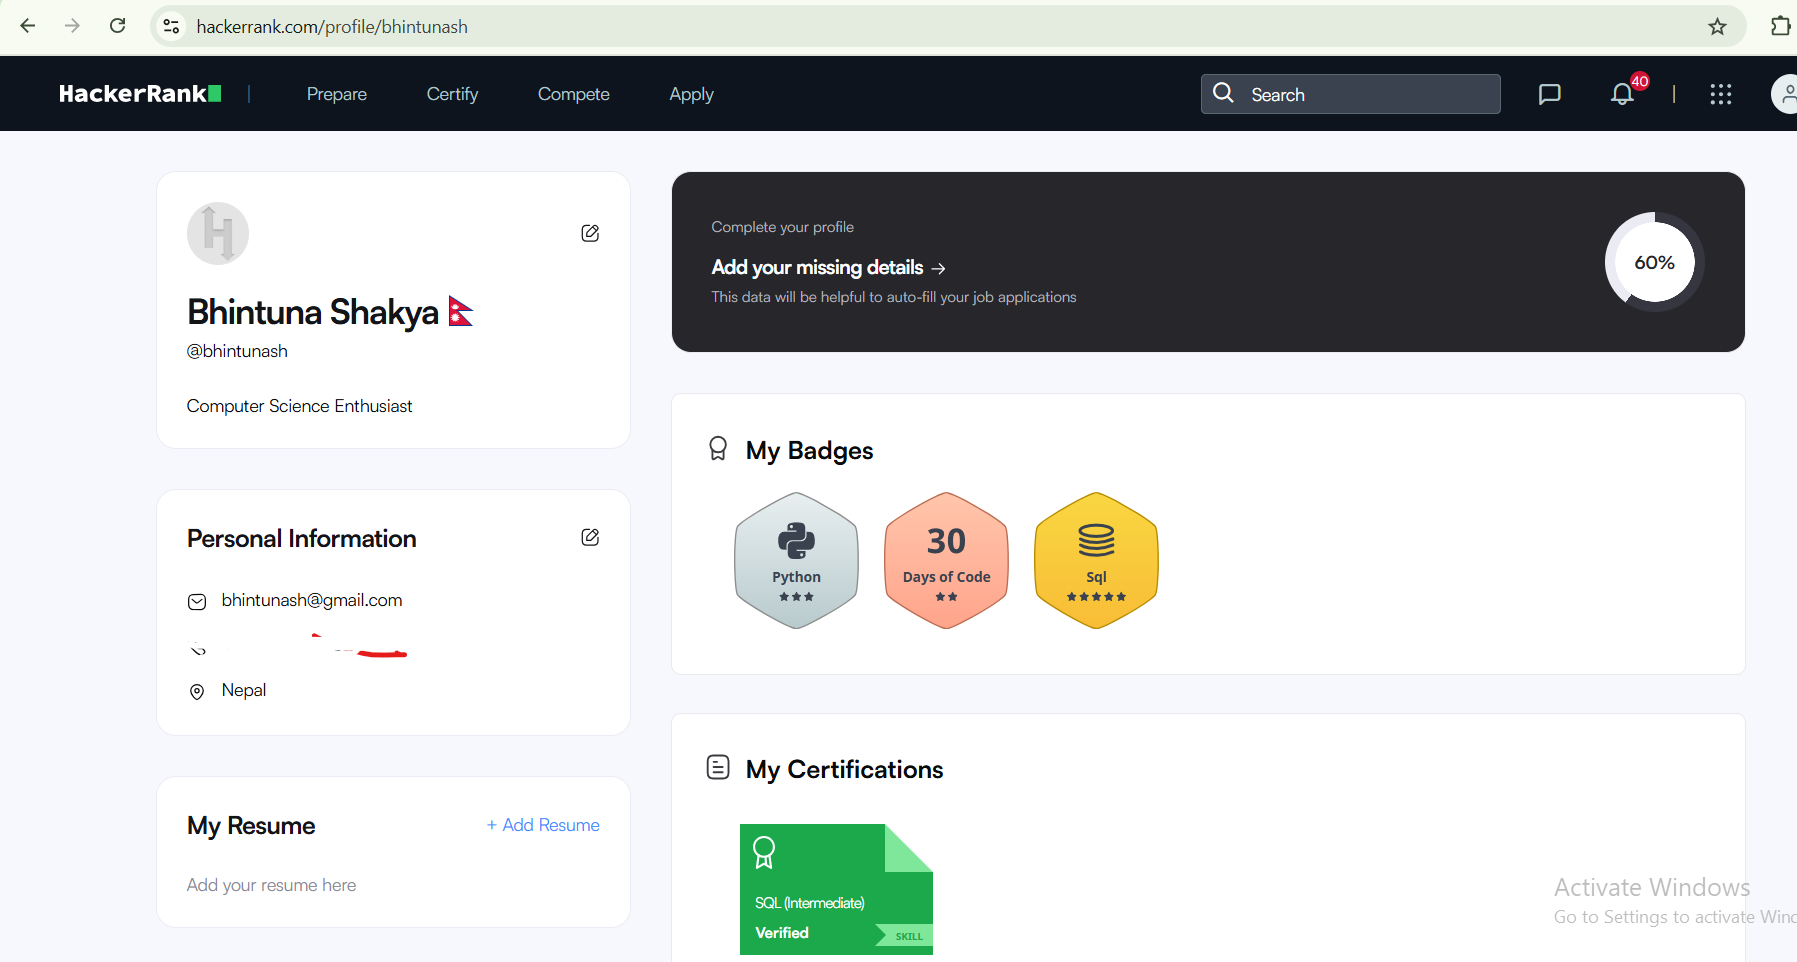 hackerrank.com/profile/bhintunash
HackerRank
Prepare
Certify
Compete
Apply
Search
40
Bhintuna Shakya
@bhintunash
Computer Science Enthusiast
Personal Information
bhintunash@gmail.com
Nepal
My Resume
+ Add Resume
Add your resume here
Complete your profile
Add your missing details →
This data will be helpful to auto-fill your job applications
60%
My Badges
Python
30
Days of Code
Sql
My Certifications
SQL (Intermediate)
Verified
SKILL
Activate Windows
Go to Settings to activate Wind